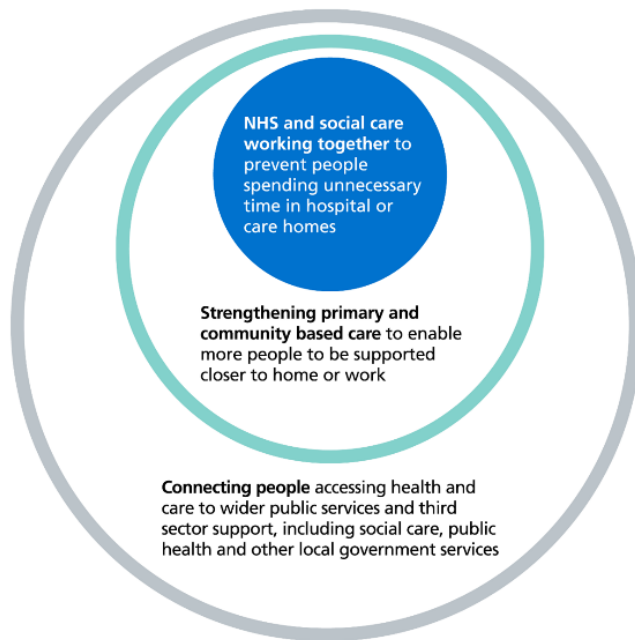 NHS and social care
working together to
prevent people
spending unnecessary
time in hospital or
care homes
Strengthening primary and
community based care to enable
more people to be supported
closer to home or work
Connecting people accessing health and
care to wider public services and third
sector support, including social care, public
health and other local government services